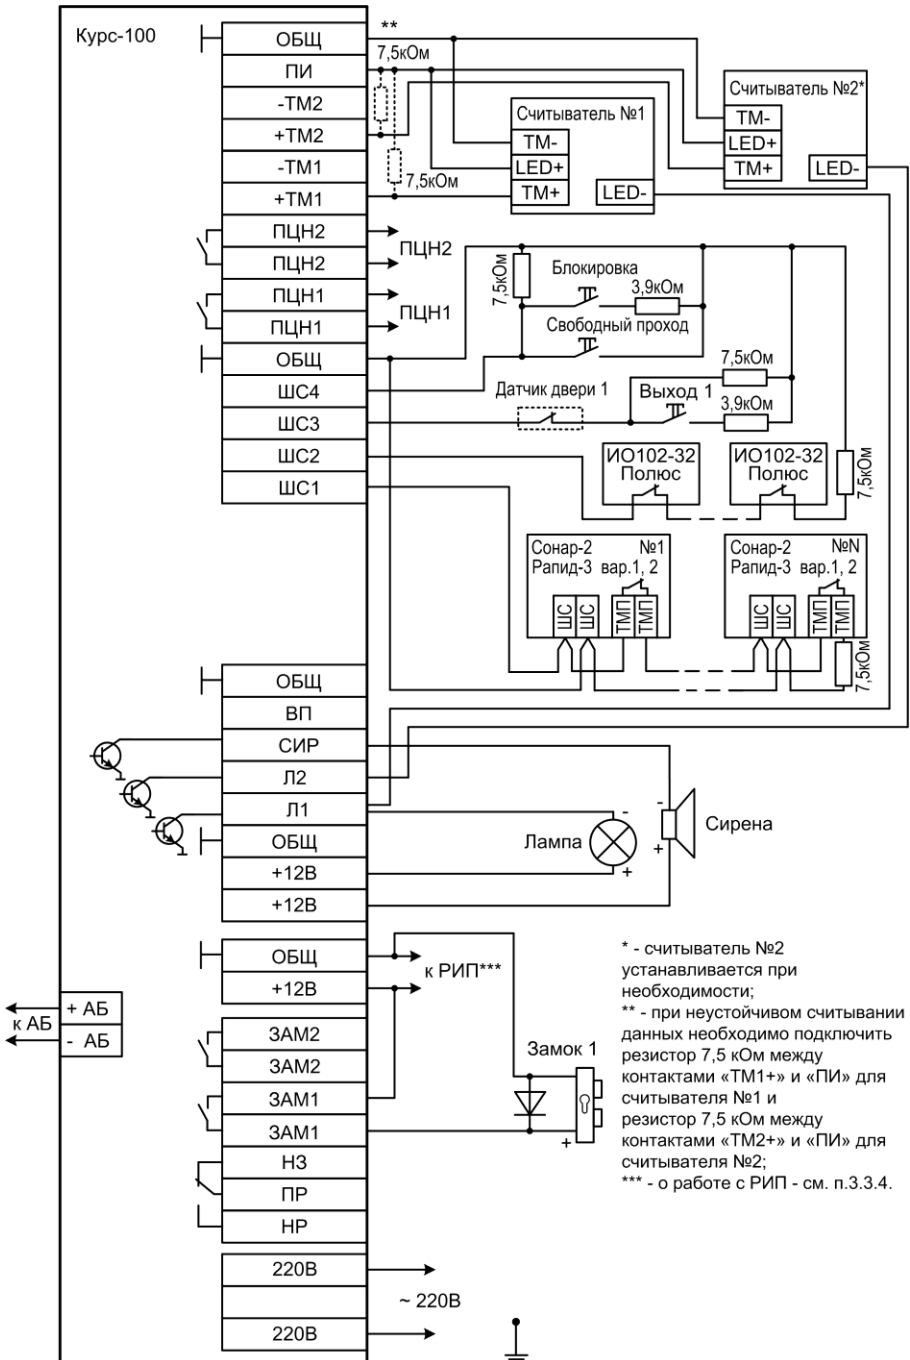 Курс-100
ОБЩ
**
ПИ
7,5кОм
-ТМ2
+ТМ2
-ТМ1
+ТМ1
7,5кОм
ПЦН2
ПЦН2
ПЦН2
ПЦН1
ПЦН1
ПЦН1
ОБЩ
ШС4
ШС3
ШС2
ШС1
Считыватель №1
ТМ-
LED+
ТМ+
LED-
Считыватель №2*
ТМ-
LED+
ТМ+
LED-
7,5кОм
Блокировка
3,9кОм
Свободный проход
Датчик двери 1
Выход 1
7,5кОм
3,9кОм
ИО102-32
Полюс
ИО102-32
Полюс
7,5кОм
Сонар-2 №1
Рапид-3 вар.1, 2
ШС
ШС
ТМП
ТМП
Сонар-2 №N
Рапид-3 вар.1, 2
ШС
ШС
ТМП
ТМП
7,5кОм
ОБЩ
ВП
СИР
Л2
Л1
ОБЩ
+12В
+12В
Лампа
-
+
-
+
Сирена
ОБЩ
+12В
к РИП***
+ АБ
- АБ
к АБ
ЗАМ2
ЗАМ2
ЗАМ1
ЗАМ1
НЗ
ПР
НР
Замок 1
+
220В
220В
~ 220В
* - считыватель №2
устанавливается при
необходимости;
** - при неустойчивом считывании
данных необходимо подключить
резистор 7,5 кОм между
контактами «ТМ1+» и «ПИ» для
считывателя №1 и
резистор 7,5 кОм между
контактами «ТМ2+» и «ПИ» для
считывателя №2;
*** - о работе с РИП - см. п.3.3.4.